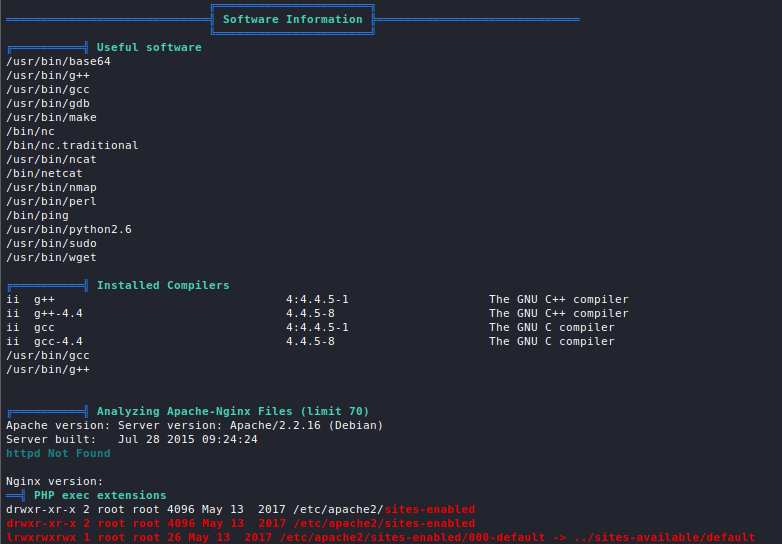 Software Information
Useful software
/usr/bin/base64
/usr/bin/g++
/usr/bin/gcc
/usr/bin/gdb
/usr/bin/make
/bin/nc
/bin/nc.traditional
/usr/bin/ncat
/bin/netcat
/usr/bin/nmap
/usr/bin/perl
/bin/ping
/usr/bin/python2.6
/usr/bin/sudo
/usr/bin/wget
Installed Compilers
ii  g++                                   4:4.4.5-1                    The GNU C++ compiler
ii  g++-4.4                               4.4.5-8                      The GNU C++ compiler
ii  gcc                                   4:4.4.5-1                    The GNU C compiler
ii  gcc-4.4                               4.4.5-8                      The GNU C compiler
/usr/bin/gcc
/usr/bin/g++
Analyzing Apache-Nginx Files (limit 70)
Apache version: Server version: Apache/2.2.16 (Debian)
Server built:   Jul 28 2015 09:24:24
httpd Not Found
Nginx version:
PHP exec extensions
drwxr-xr-x 2 root root 4096 May 13  2017 /etc/apache2/sites-enabled
drwxr-xr-x 2 root root 4096 May 13  2017 /etc/apache2/sites-enabled
lrwxrwxrwx 1 root root 26 May 13  2017 /etc/apache2/sites-enabled/000-default -> ../sites-available/default